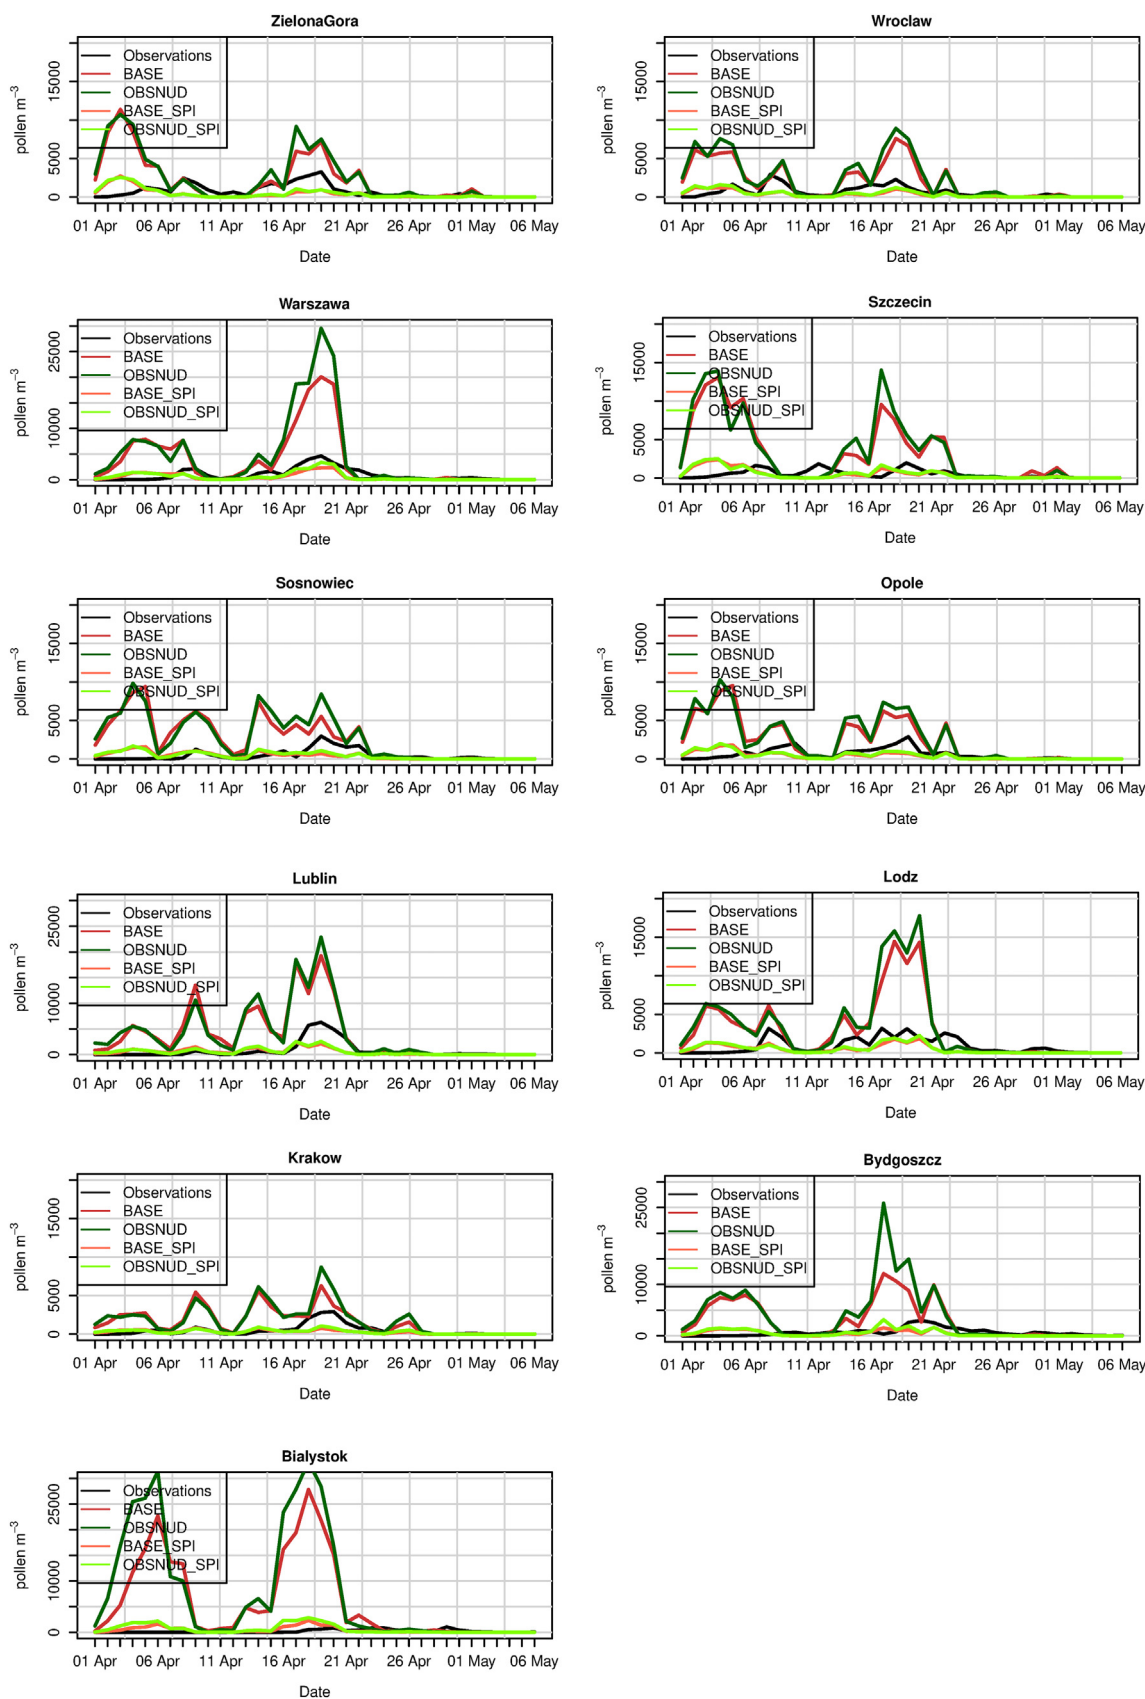 ZielonaGora
pollen m⁻³
15000
5000
0
Observations
BASE
OBSNUD
BASE_SPI
OBSNUD_SPI
01 Apr 06 Apr 11 Apr 16 Apr 21 Apr 26 Apr 01 May 06 May
Date
Wroclaw
pollen m⁻³
15000
5000
0
Observations
BASE
OBSNUD
BASE_SPI
OBSNUD_SPI
01 Apr 06 Apr 11 Apr 16 Apr 21 Apr 26 Apr 01 May 06 May
Date
Warszawa
pollen m⁻³
25000
10000
0
Observations
BASE
OBSNUD
BASE_SPI
OBSNUD_SPI
01 Apr 06 Apr 11 Apr 16 Apr 21 Apr 26 Apr 01 May 06 May
Date
Szczecin
pollen m⁻³
15000
5000
0
Observations
BASE
OBSNUD
BASE_SPI
OBSNUD_SPI
01 Apr 06 Apr 11 Apr 16 Apr 21 Apr 26 Apr 01 May 06 May
Date
Sosnowiec
pollen m⁻³
15000
5000
0
Observations
BASE
OBSNUD
BASE_SPI
OBSNUD_SPI
01 Apr 06 Apr 11 Apr 16 Apr 21 Apr 26 Apr 01 May 06 May
Date
Opole
pollen m⁻³
15000
5000
0
Observations
BASE
OBSNUD
BASE_SPI
OBSNUD_SPI
01 Apr 06 Apr 11 Apr 16 Apr 21 Apr 26 Apr 01 May 06 May
Date
Lublin
pollen m⁻³
25000
10000
0
Observations
BASE
OBSNUD
BASE_SPI
OBSNUD_SPI
01 Apr 06 Apr 11 Apr 16 Apr 21 Apr 26 Apr 01 May 06 May
Date
Lodz
pollen m⁻³
15000
5000
0
Observations
BASE
OBSNUD
BASE_SPI
OBSNUD_SPI
01 Apr 06 Apr 11 Apr 16 Apr 21 Apr 26 Apr 01 May 06 May
Date
Krakow
pollen m⁻³
15000
5000
0
Observations
BASE
OBSNUD
BASE_SPI
OBSNUD_SPI
01 Apr 06 Apr 11 Apr 16 Apr 21 Apr 26 Apr 01 May 06 May
Date
Bydgoszcz
pollen m⁻³
25000
10000
0
Observations
BASE
OBSNUD
BASE_SPI
OBSNUD_SPI
01 Apr 06 Apr 11 Apr 16 Apr 21 Apr 26 Apr 01 May 06 May
Date
Bialystok
pollen m⁻³
25000
10000
0
Observations
BASE
OBSNUD
BASE_SPI
OBSNUD_SPI
01 Apr 06 Apr 11 Apr 16 Apr 21 Apr 26 Apr 01 May 06 May
Date